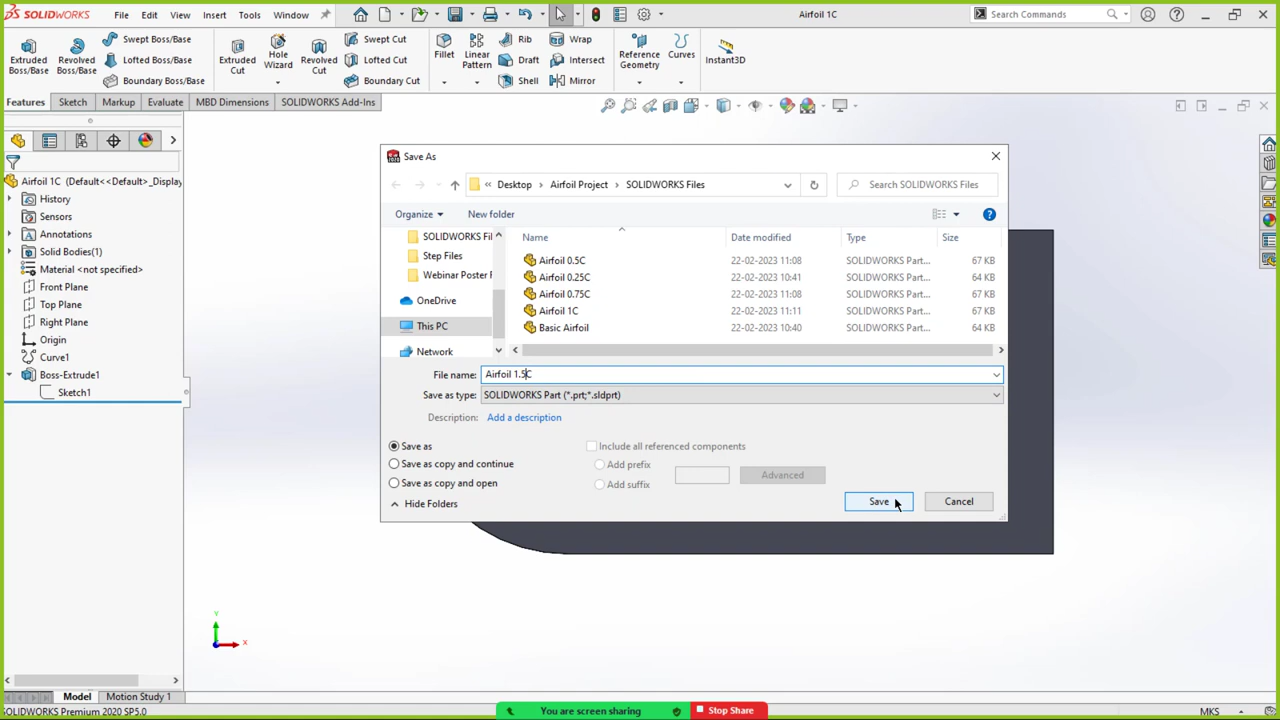 SOLIDWORKS File Edit View Insert Tools Window Airfoil 1C Search Commands
Extruded Boss/Base
Revolved Boss/Base
Swept Boss/Base
Lofted Boss/Base
Boundary Boss/Base
Extruded Cut
Hole Wizard
Revolved Cut
Swept Cut
Lofted Cut
Boundary Cut
Fillet
Linear Pattern
Rib
Draft
Shell
Wrap
Intersect
Mirror
Reference Geometry
Curves
Instant3D
Features Sketch Markup Evaluate MBD Dimensions SOLIDWORKS Add-Ins
Airfoil 1C (Default<<Default>_Display
History
Sensors
Annotations
Solid Bodies(1)
Material <not specified>
Front Plane
Top Plane
Right Plane
Origin
Curve1
Boss-Extrude1
Sketch1
Save As
« Desktop Airfoil Project SOLIDWORKS Files Search SOLIDWORKS Files
Organize New folder
SOLIDWORKS Fil
Step Files
Webinar Poster F
OneDrive
This PC
Network
Name Date modified Type Size
Airfoil 0.5C 22-02-2023 11:08 SOLIDWORKS Part... 67 KB
Airfoil 0.25C 22-02-2023 10:41 SOLIDWORKS Part... 64 KB
Airfoil 0.75C 22-02-2023 11:08 SOLIDWORKS Part... 67 KB
Airfoil 1C 22-02-2023 11:11 SOLIDWORKS Part... 67 KB
Basic Airfoil 22-02-2023 10:40 SOLIDWORKS Part... 64 KB
File name: Airfoil 1.5C
Save as type: SOLIDWORKS Part (*.prt;*.sldprt)
Description: Add a description
Save as
Save as copy and continue
Save as copy and open
Include all referenced components
Add prefix
Add suffix
Advanced
Hide Folders
Save Cancel
Y
X
Model Motion Study 1
SOLIDWORKS Premium 2020 SP5.0
You are screen sharing Stop Share
MKS